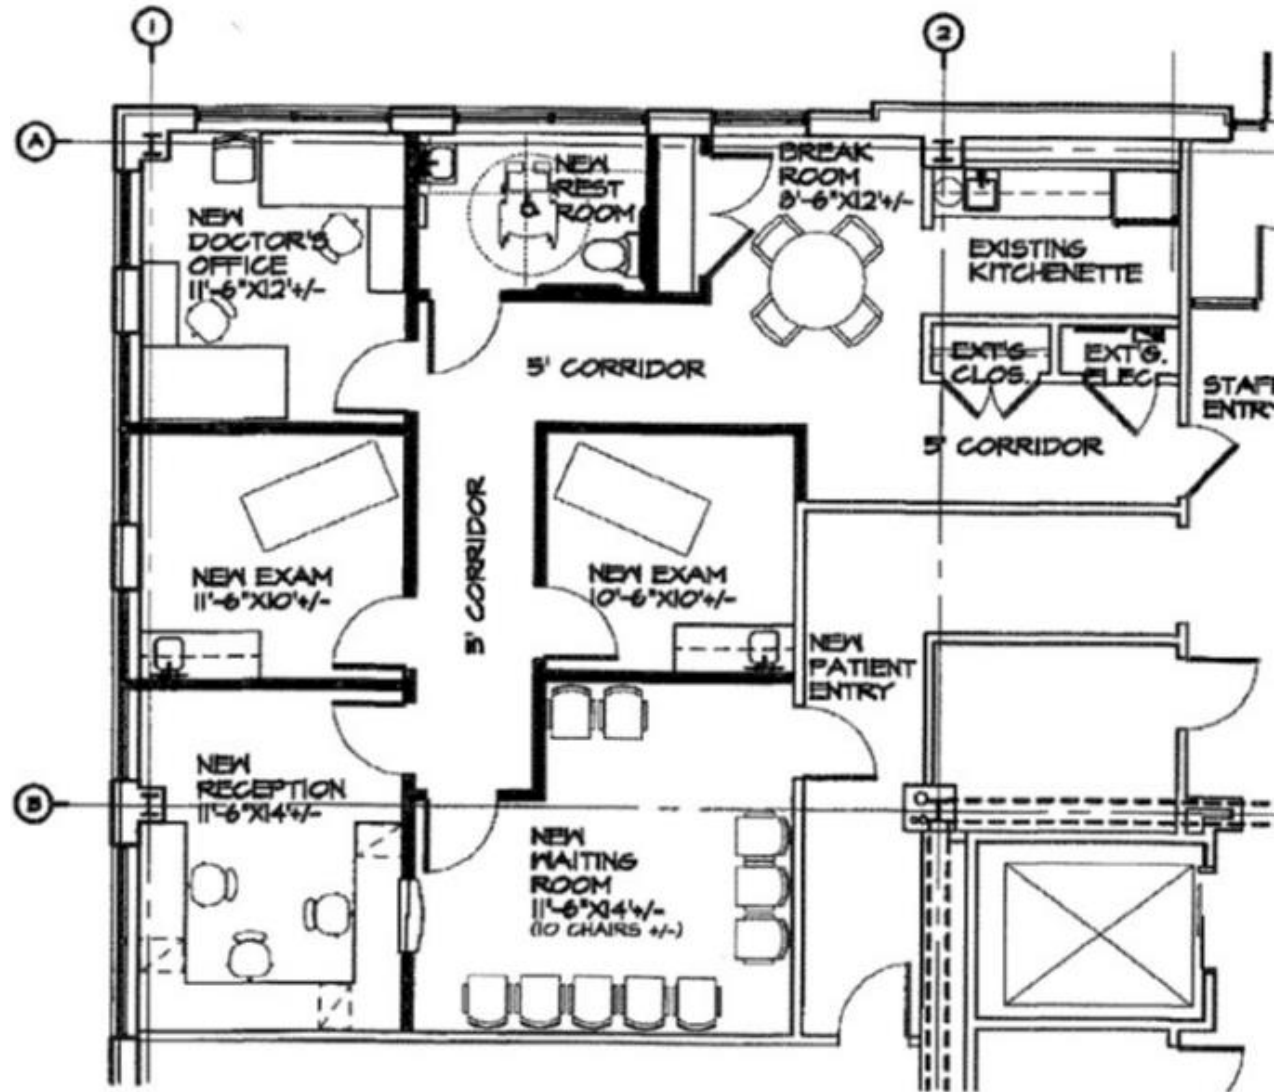 1
2
A
NEW
REST
ROOM
BREAK
ROOM
8'-6"X12'+/-
NEW
DOCTOR'S
OFFICE
11'-6"X12'+/-
EXISTING
KITCHENETTE
5' CORRIDOR
EXT'G.
CLOS.
EXT'G.
ELEC.
STAFF
ENTRY
5' CORRIDOR
5' CORRIDOR
NEW EXAM
11'-6"X10'+/-
NEW EXAM
10'-6"X10'+/-
NEW
PATIENT
ENTRY
B
NEW
RECEPTION
11'-6"X14'+/-
NEW
WAITING
ROOM
11'-6"X14'+/-
(10 CHAIRS +/-)